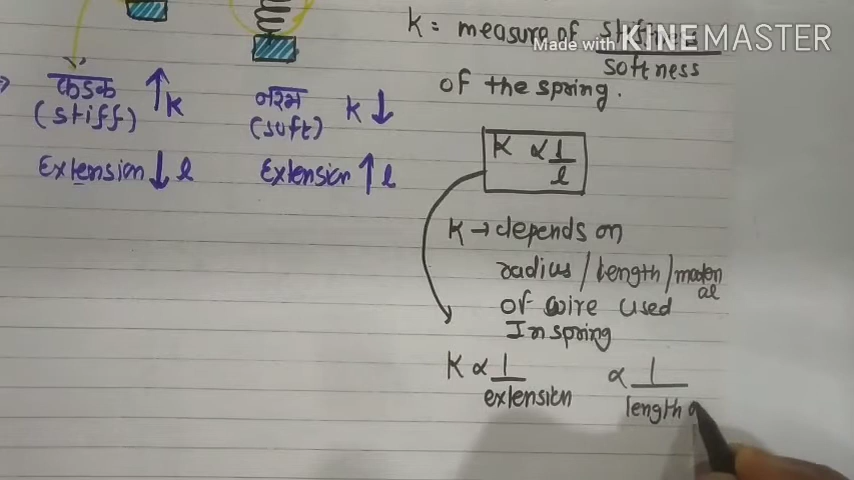 K = measure of
Made with KINEMASTER
softness
of the spring.
कडक ↑ K
(stiff)
नरम K ↓
(soft)
Extension ↓ l
Extension ↑ l
K ∝ 1/l
K → depends on
radius / length / material
of wire used
In spring
K ∝ 1/extension ∝ 1/length